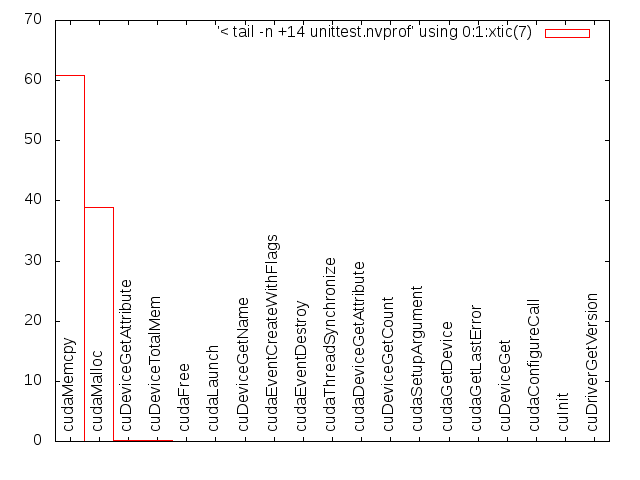 70
'< tail -n +14 unittest.nvprof' using 0:1:xtic(7)
60
50
40
30
20
10
0
cudaMemcpy
cudaMalloc
cuDeviceGetAttribute
cuDeviceTotalMem
cudaFree
cudaLaunch
cuDeviceGetName
cudaEventCreateWithFlags
cudaEventDestroy
cudaThreadSynchronize
cudaDeviceGetAttribute
cuDeviceGetCount
cudaSetupArgument
cudaGetDevice
cudaGetLastError
cuDeviceGet
cudaConfigureCall
cuInit
cuDriverGetVersion